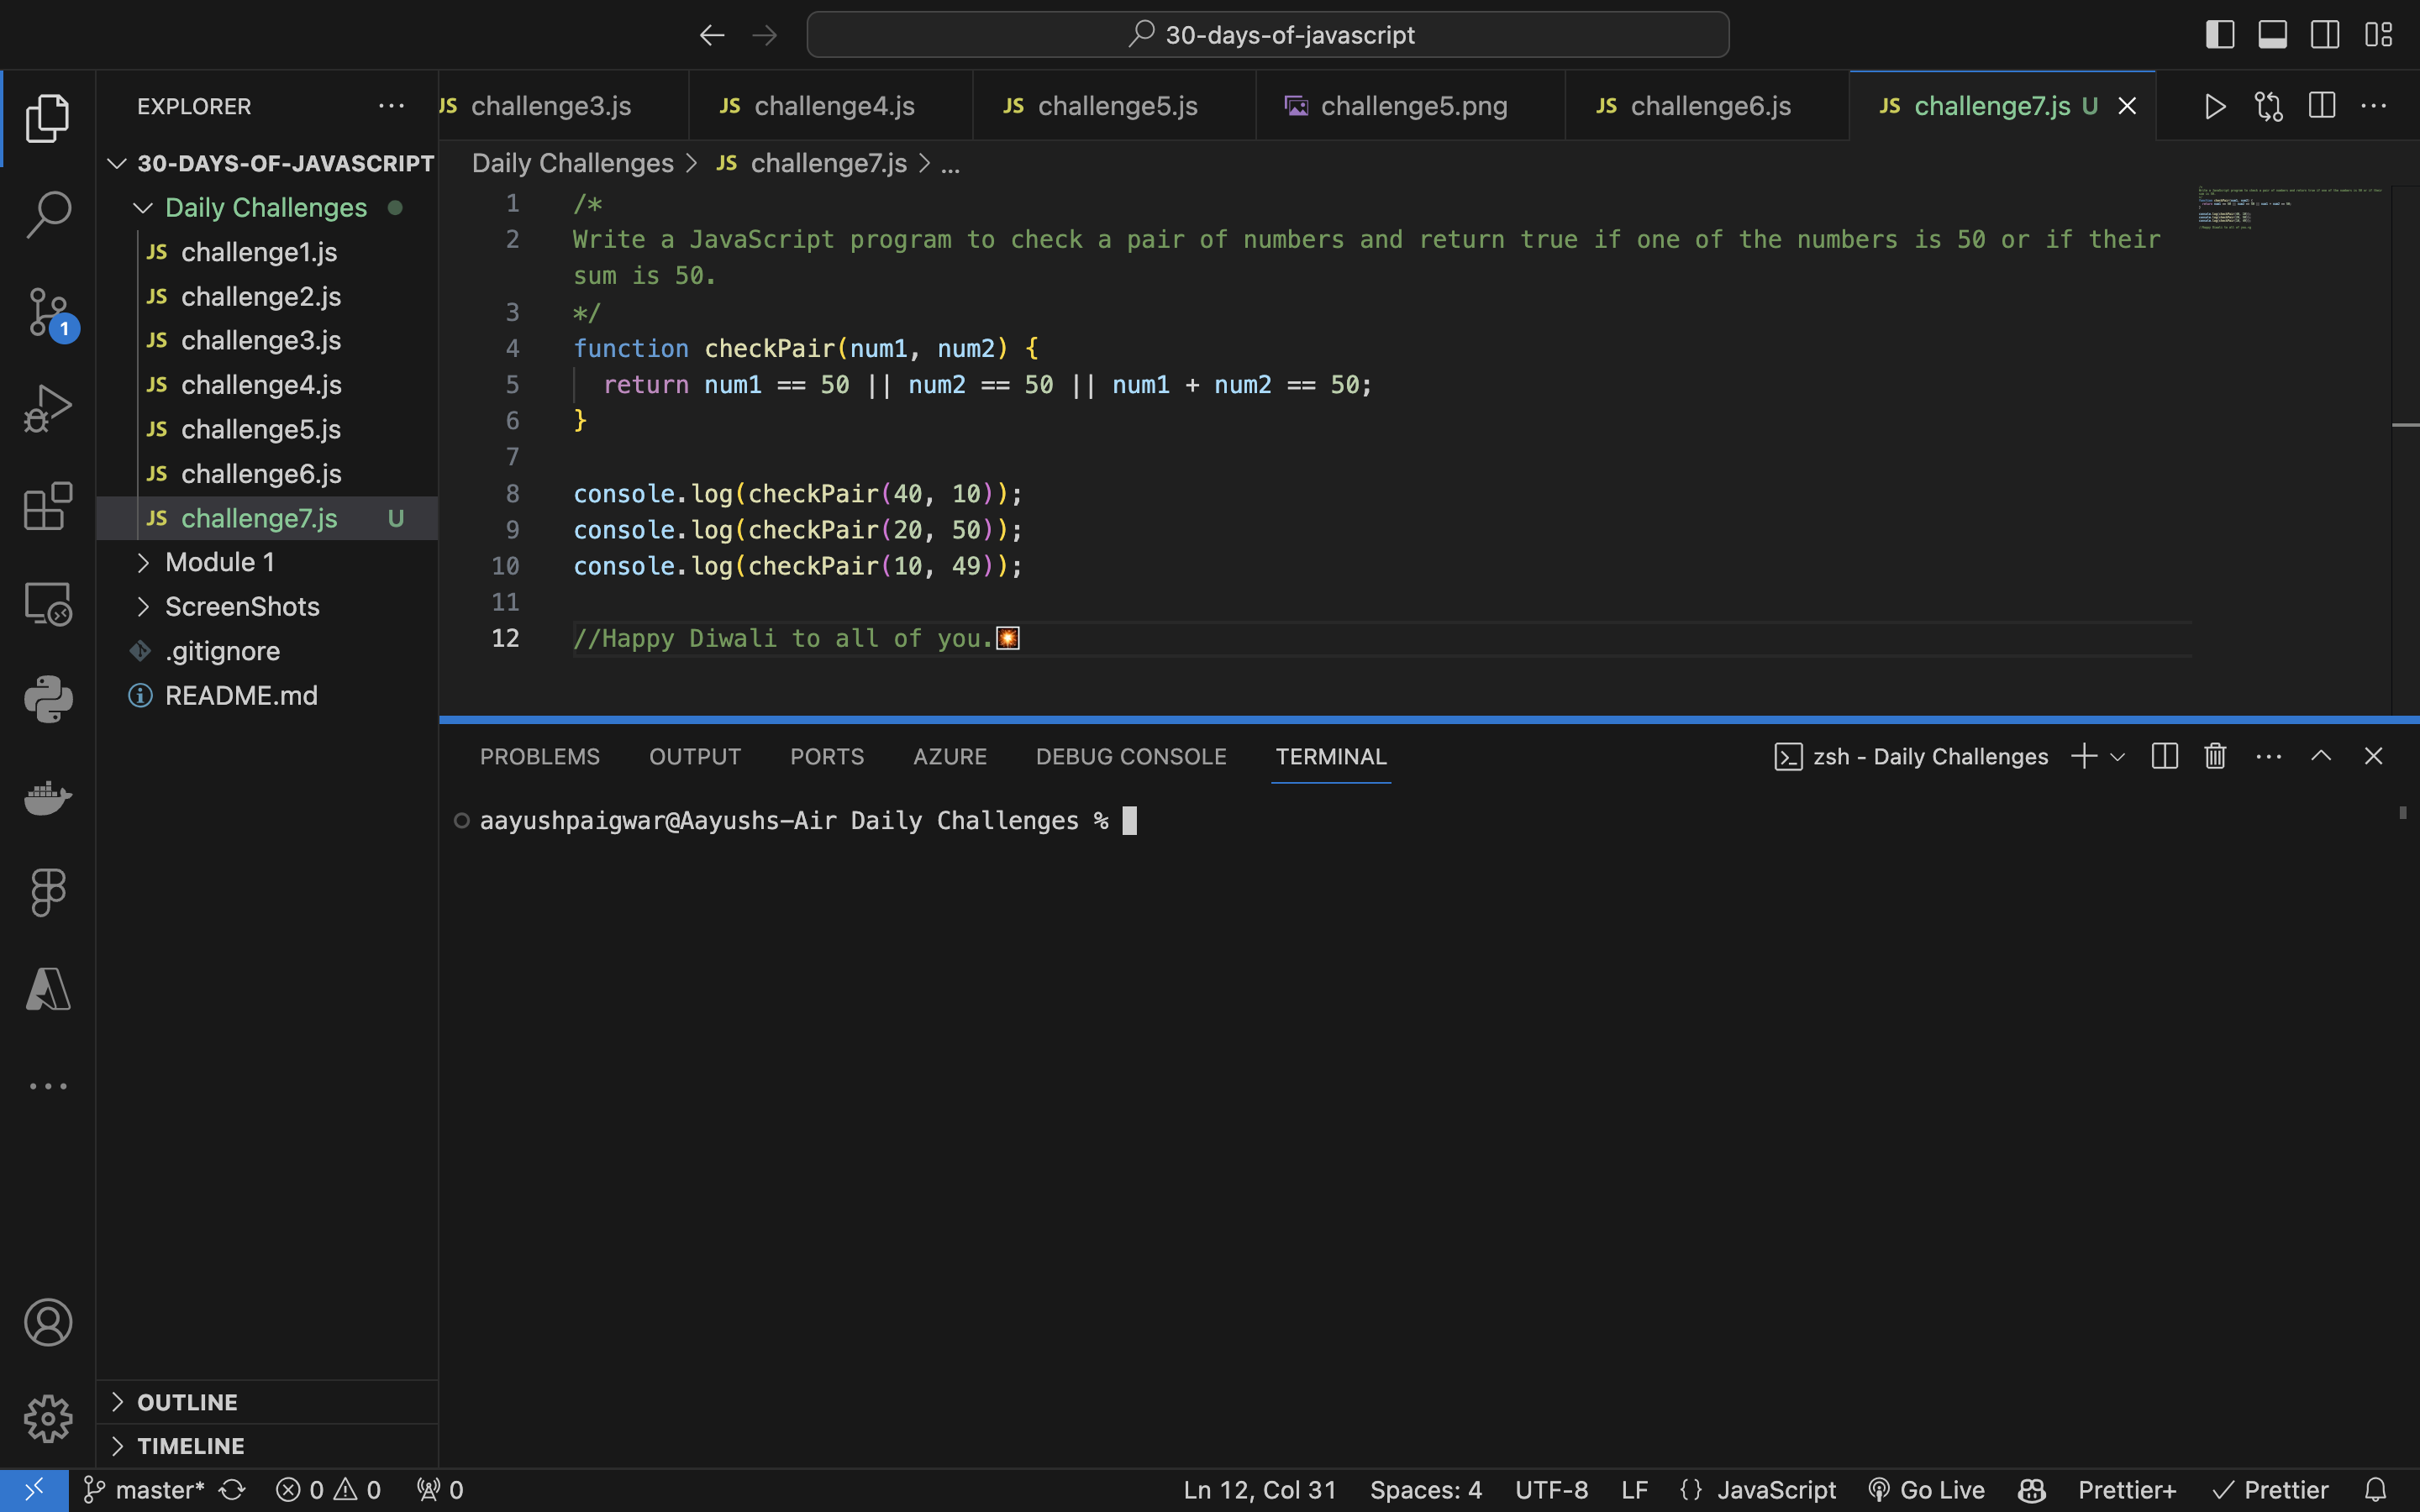 30-days-of-javascript
EXPLORER
30-DAYS-OF-JAVASCRIPT
Daily Challenges
JS challenge1.js
JS challenge2.js
JS challenge3.js
JS challenge4.js
JS challenge5.js
JS challenge6.js
JS challenge7.js U
Module 1
ScreenShots
.gitignore
README.md
OUTLINE
TIMELINE
1
JS challenge3.js
JS challenge4.js
JS challenge5.js
challenge5.png
JS challenge6.js
JS challenge7.js U
Daily Challenges > JS challenge7.js > ...
1 /*
2 Write a JavaScript program to check a pair of numbers and return true if one of the numbers is 50 or if their
sum is 50.
3 */
4 function checkPair(num1, num2) {
5 return num1 == 50 || num2 == 50 || num1 + num2 == 50;
6 }
7
8 console.log(checkPair(40, 10));
9 console.log(checkPair(20, 50));
10 console.log(checkPair(10, 49));
11
12 //Happy Diwali to all of you.💥
PROBLEMS OUTPUT PORTS AZURE DEBUG CONSOLE TERMINAL
zsh - Daily Challenges
aayushpaigwar@Aayushs-Air Daily Challenges %
master* 0 0 0
Ln 12, Col 31 Spaces: 4 UTF-8 LF {} JavaScript Go Live Prettier+ Prettier